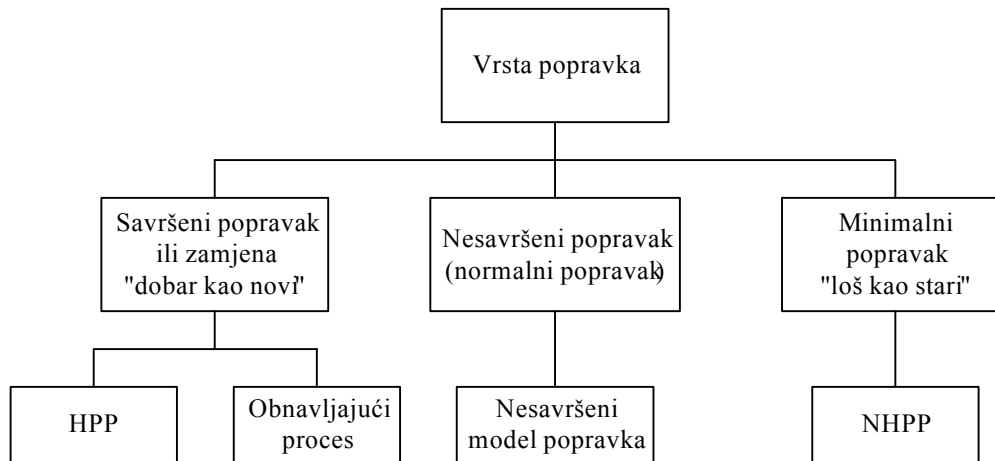 Vrsta popravka
Savršeni popravak
ili zamjena
"dobar kao novi"
Nesavršeni popravak
(normalni popravak)
Minimalni
popravak
"loš kao stari"
HPP
Obnavljajući
proces
Nesavršeni
model popravka
NHPP